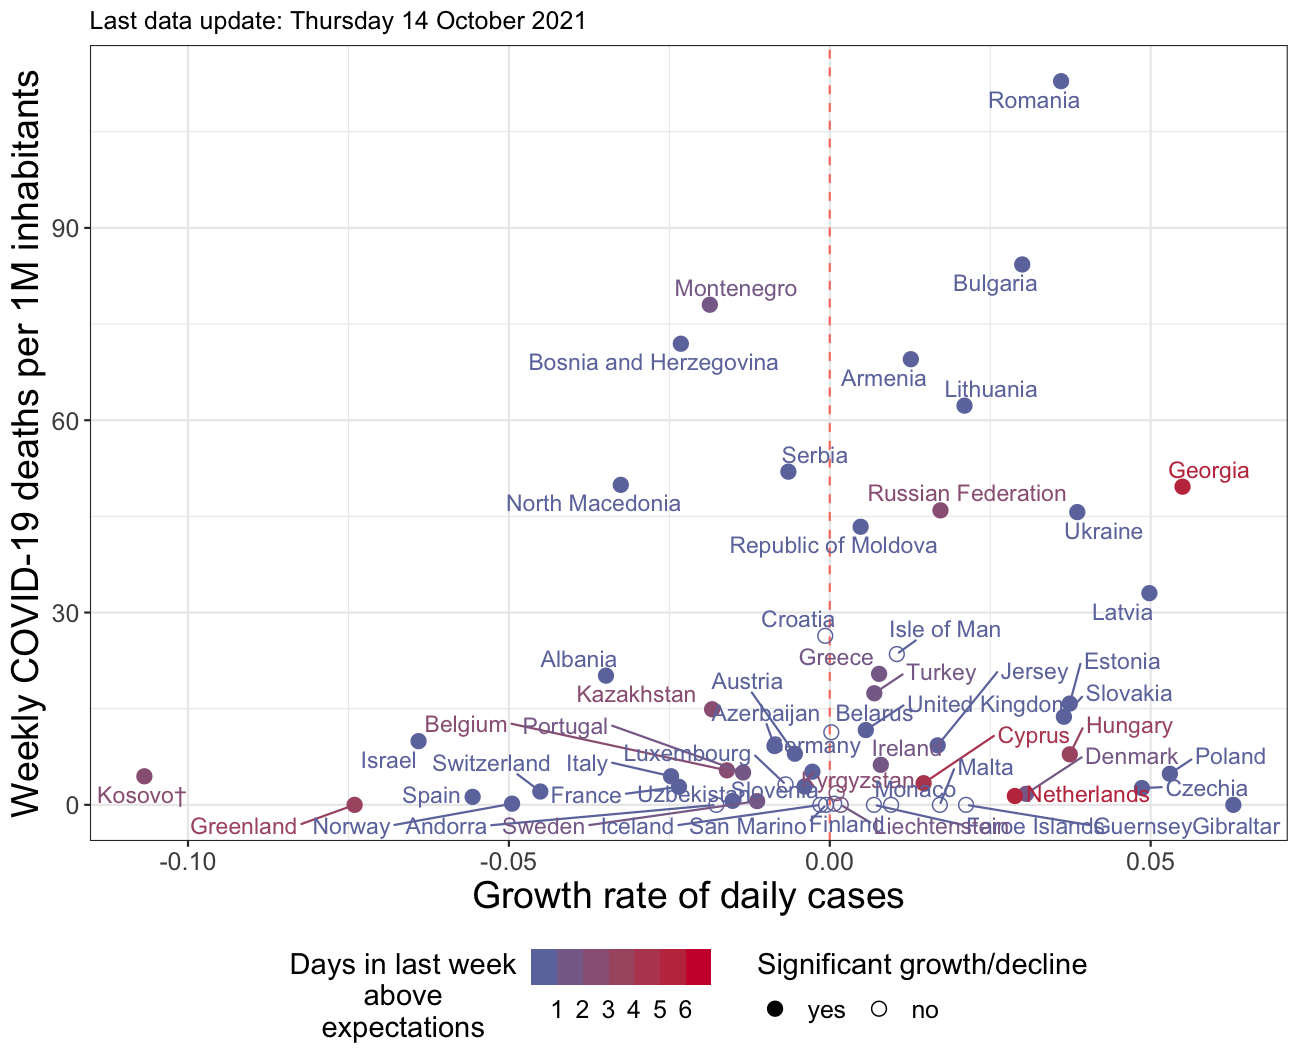 Last data update: Thursday 14 October 2021
Weekly COVID-19 deaths per 1M inhabitants
90
60
30
0
Romania
Bulgaria
Montenegro
Bosnia and Herzegovina
Armenia
Lithuania
Serbia
Georgia
North Macedonia
Russian Federation
Republic of Moldova
Ukraine
Latvia
Croatia
Isle of Man
Albania
Greece
Turkey
Jersey
Estonia
Austria
Kazakhstan
Slovakia
Azerbaijan
Belarus
United Kingdom
Belgium
Portugal
Hungary
Cyprus
Germany
Ireland
Israel
Switzerland
Italy
Luxembourg
Denmark
Poland
Malta
Kyrgyzstan
Kosovo†
Spain
France
Uzbekistan
Slovenia
Monaco
Netherlands
Czechia
Greenland
Norway
Andorra
Sweden
Iceland
San Marino
Finland
Liechtenstein
Faroe Islands
Guernsey
Gibraltar
-0.10
-0.05
0.00
0.05
Growth rate of daily cases
Days in last week
above
expectations
1 2 3 4 5 6
Significant growth/decline
yes
no